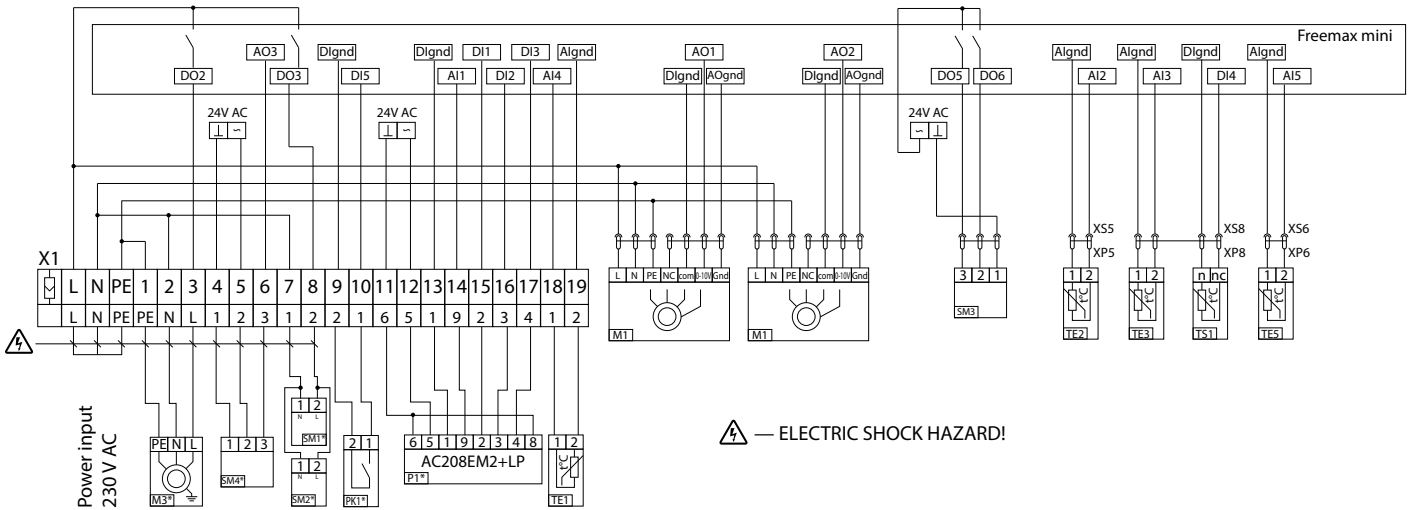 Freemax mini
AO3 DIgnd DIgnd DI1 DI3 AIgnd AO1 AO2 AIgnd AIgnd DIgnd AIgnd
DO2 DO3 DI5 AI1 DI2 AI4 DIgnd AOgnd DIgnd AOgnd DO5 DO6 AI2 AI3 DI4 AI5
24V AC 24V AC 24V AC
⊥ ~ ⊥ ~ ~ ⊥
XS5 XS8 XS6
XP5 XP8 XP6
X1
L N PE 1 2 3 4 5 6 7 8 9 10 11 12 13 14 15 16 17 18 19
L N PE PE N L 1 2 3 1 2 2 1 6 5 1 9 2 3 4 1 2
L N PE NC com 0-10V Gnd
M1
L N PE NC com 0-10V Gnd
M1
3 2 1
SM3
1 2
t°C
TE2
1 2
t°C
TE3
n nc
t°C
TS1
1 2
t°C
TE5
Power input
230 V AC
PE N L
M3*
1 2 3
SM4*
1 2
N L
SM1*
1 2
N L
SM2*
2 1
PK1*
6 5 1 9 2 3 4 8
AC208EM2+LP
P1*
1 2
t°C
TE1
— ELECTRIC SHOCK HAZARD!